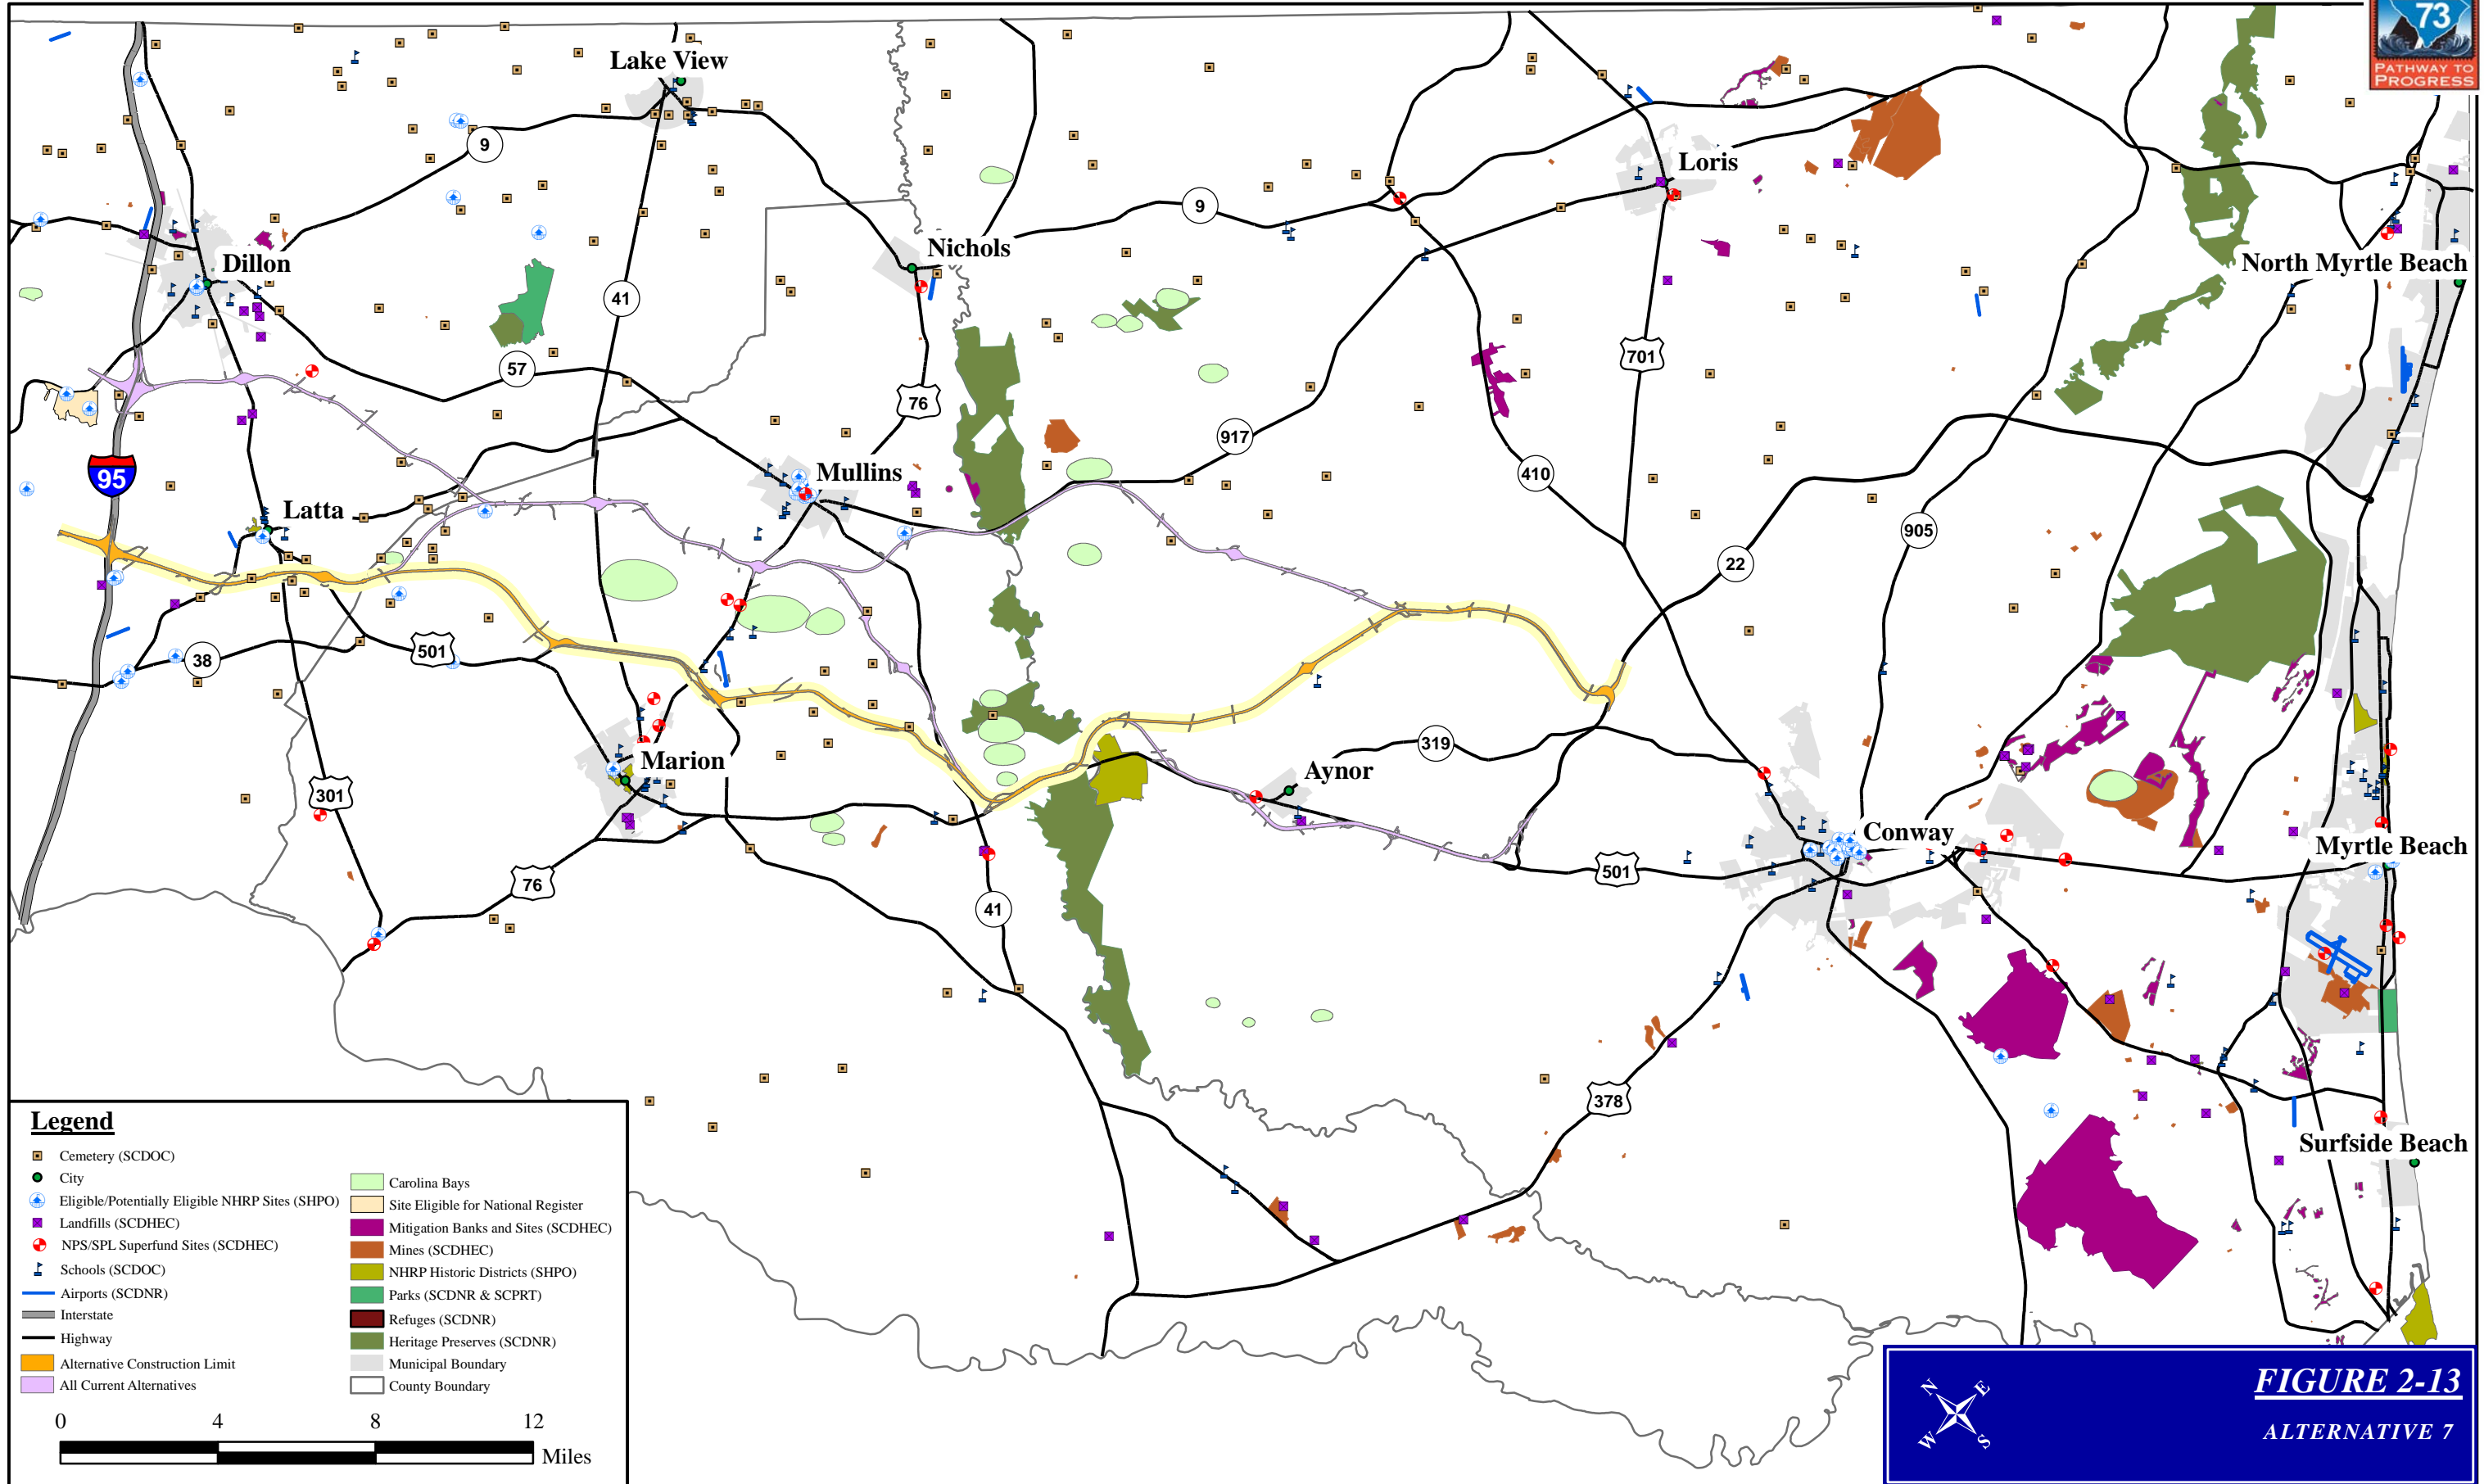 73
PATHWAY TO
PROGRESS
Lake View
9
Loris
Nichols
9
Dillon
North Myrtle Beach
41
701
57
76
917
Mullins
410
95
Latta
905
22
501
38
319
Marion
Aynor
301
Conway
Myrtle Beach
501
76
41
378
Surfside Beach
Legend
Cemetery (SCDOC)
City
Eligible/Potentially Eligible NHRP Sites (SHPO)
Landfills (SCDHEC)
NPS/SPL Superfund Sites (SCDHEC)
Schools (SCDOC)
Airports (SCDNR)
Interstate
Highway
Alternative Construction Limit
All Current Alternatives
Carolina Bays
Site Eligible for National Register
Mitigation Banks and Sites (SCDHEC)
Mines (SCDHEC)
NHRP Historic Districts (SHPO)
Parks (SCDNR & SCPRT)
Refuges (SCDNR)
Heritage Preserves (SCDNR)
Municipal Boundary
County Boundary
0 4 8 12
Miles
N E
W S
FIGURE 2-13
ALTERNATIVE 7